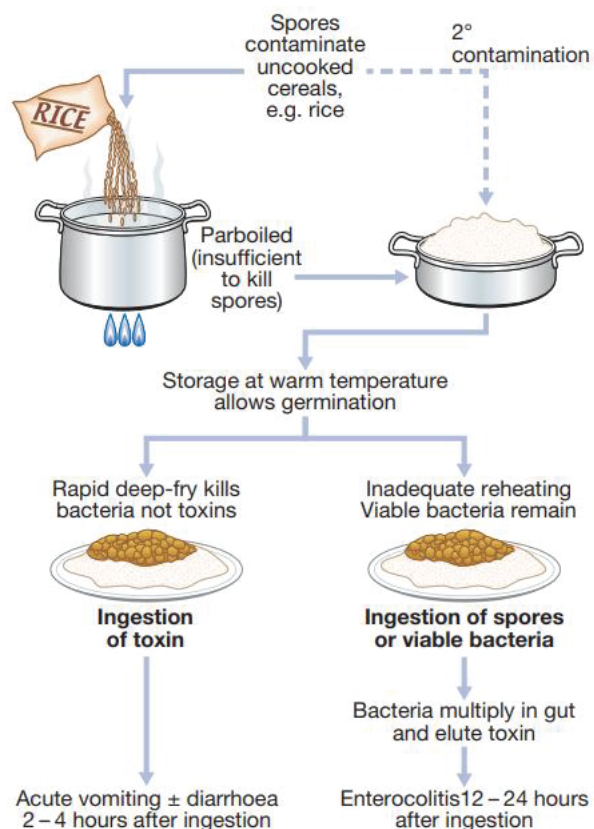 Spores
contaminate
uncooked
cereals,
e.g. rice
2°
contamination
RICE
Parboiled
(insufficient
to kill
spores)
Storage at warm temperature
allows germination
Rapid deep-fry kills
bacteria not toxins
Inadequate reheating
Viable bacteria remain
Ingestion
of toxin
Ingestion of spores
or viable bacteria
Bacteria multiply in gut
and elute toxin
Acute vomiting ± diarrhoea
2 – 4 hours after ingestion
Enterocolitis12 – 24 hours
after ingestion